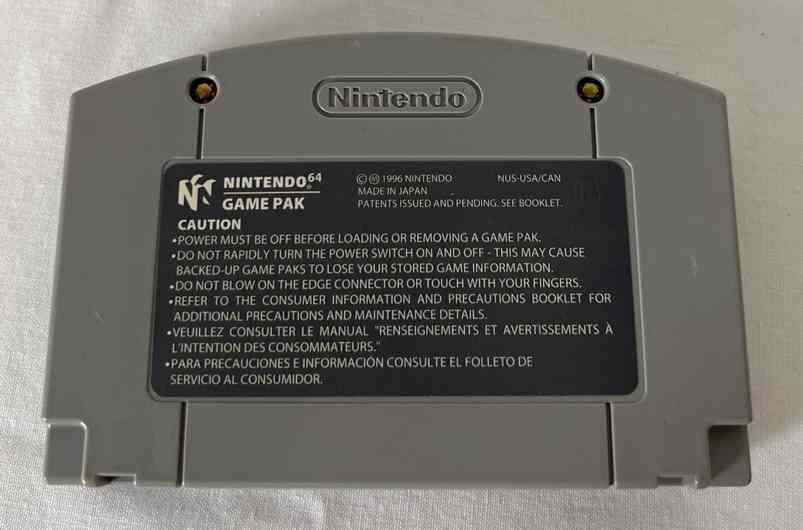 Nintendo
NINTENDO64
GAME PAK
© Ⓜ 1996 NINTENDO NUS-USA/CAN
MADE IN JAPAN
PATENTS ISSUED AND PENDING. SEE BOOKLET.
CAUTION
•POWER MUST BE OFF BEFORE LOADING OR REMOVING A GAME PAK.
•DO NOT RAPIDLY TURN THE POWER SWITCH ON AND OFF - THIS MAY CAUSE
BACKED-UP GAME PAKS TO LOSE YOUR STORED GAME INFORMATION.
•DO NOT BLOW ON THE EDGE CONNECTOR OR TOUCH WITH YOUR FINGERS.
•REFER TO THE CONSUMER INFORMATION AND PRECAUTIONS BOOKLET FOR
ADDITIONAL PRECAUTIONS AND MAINTENANCE DETAILS.
•VEUILLEZ CONSULTER LE MANUAL "RENSEIGNEMENTS ET AVERTISSEMENTS À
L'INTENTION DES CONSOMMATEURS."
•PARA PRECAUCIONES E INFORMACIÓN CONSULTE EL FOLLETO DE
SERVICIO AL CONSUMIDOR.